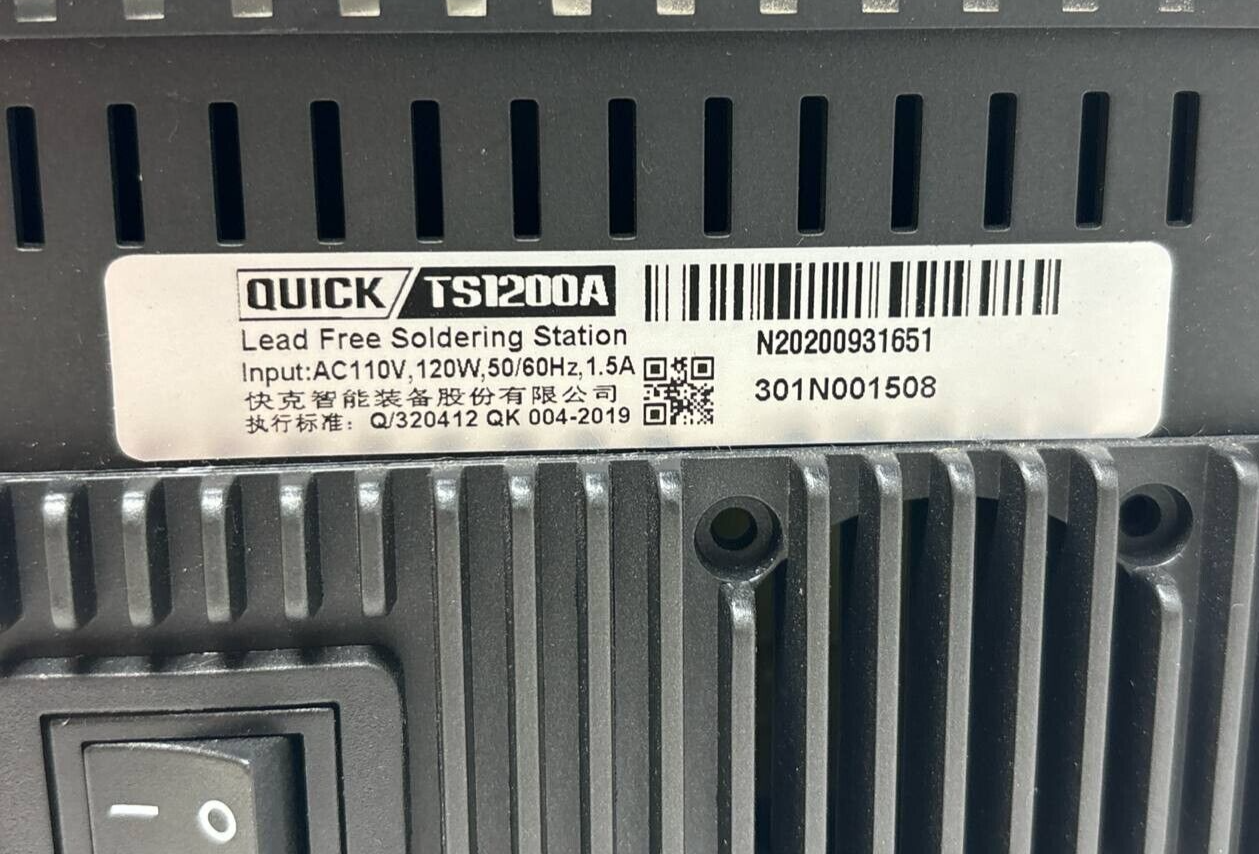 QUICK/TS1200A
Lead Free Soldering Station
Input:AC110V,120W,50/60Hz,1.5A
快克智能装备股份有限公司
执行标准：Q/320412 QK 004-2019
N20200931651
301N001508